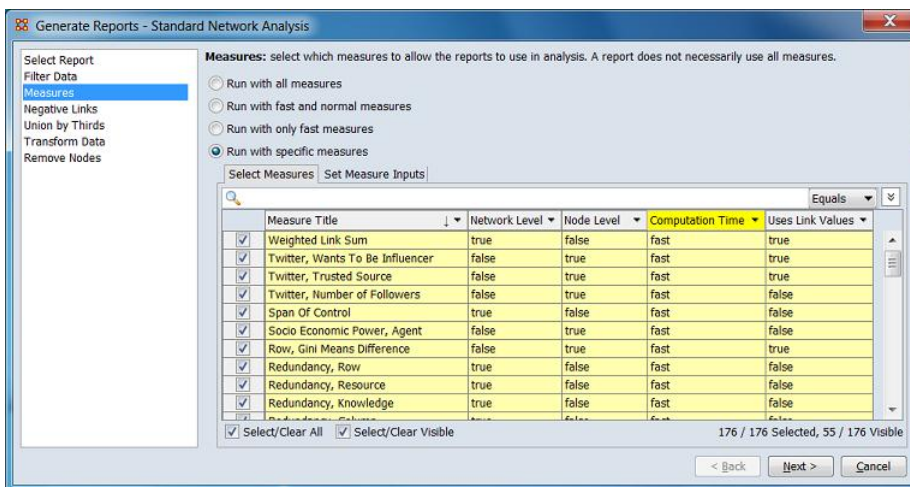 Generate Reports - Standard Network Analysis
Select Report
Filter Data
Measures
Negative Links
Union by Thirds
Transform Data
Remove Nodes
Measures: select which measures to allow the reports to use in analysis. A report does not necessarily use all measures.
Run with all measures
Run with fast and normal measures
Run with only fast measures
Run with specific measures
Select Measures Set Measure Inputs
Equals
Measure Title Network Level Node Level Computation Time Uses Link Values
Weighted Link Sum true false fast true
Twitter, Wants To Be Influencer false true fast true
Twitter, Trusted Source false true fast true
Twitter, Number of Followers false true fast false
Span Of Control true false fast false
Socio Economic Power, Agent false true fast false
Row, Gini Means Difference false true fast true
Redundancy, Row true false fast false
Redundancy, Resource true false fast false
Redundancy, Knowledge true false fast false
Select/Clear All Select/Clear Visible 176 / 176 Selected, 55 / 176 Visible
< Back Next > Cancel